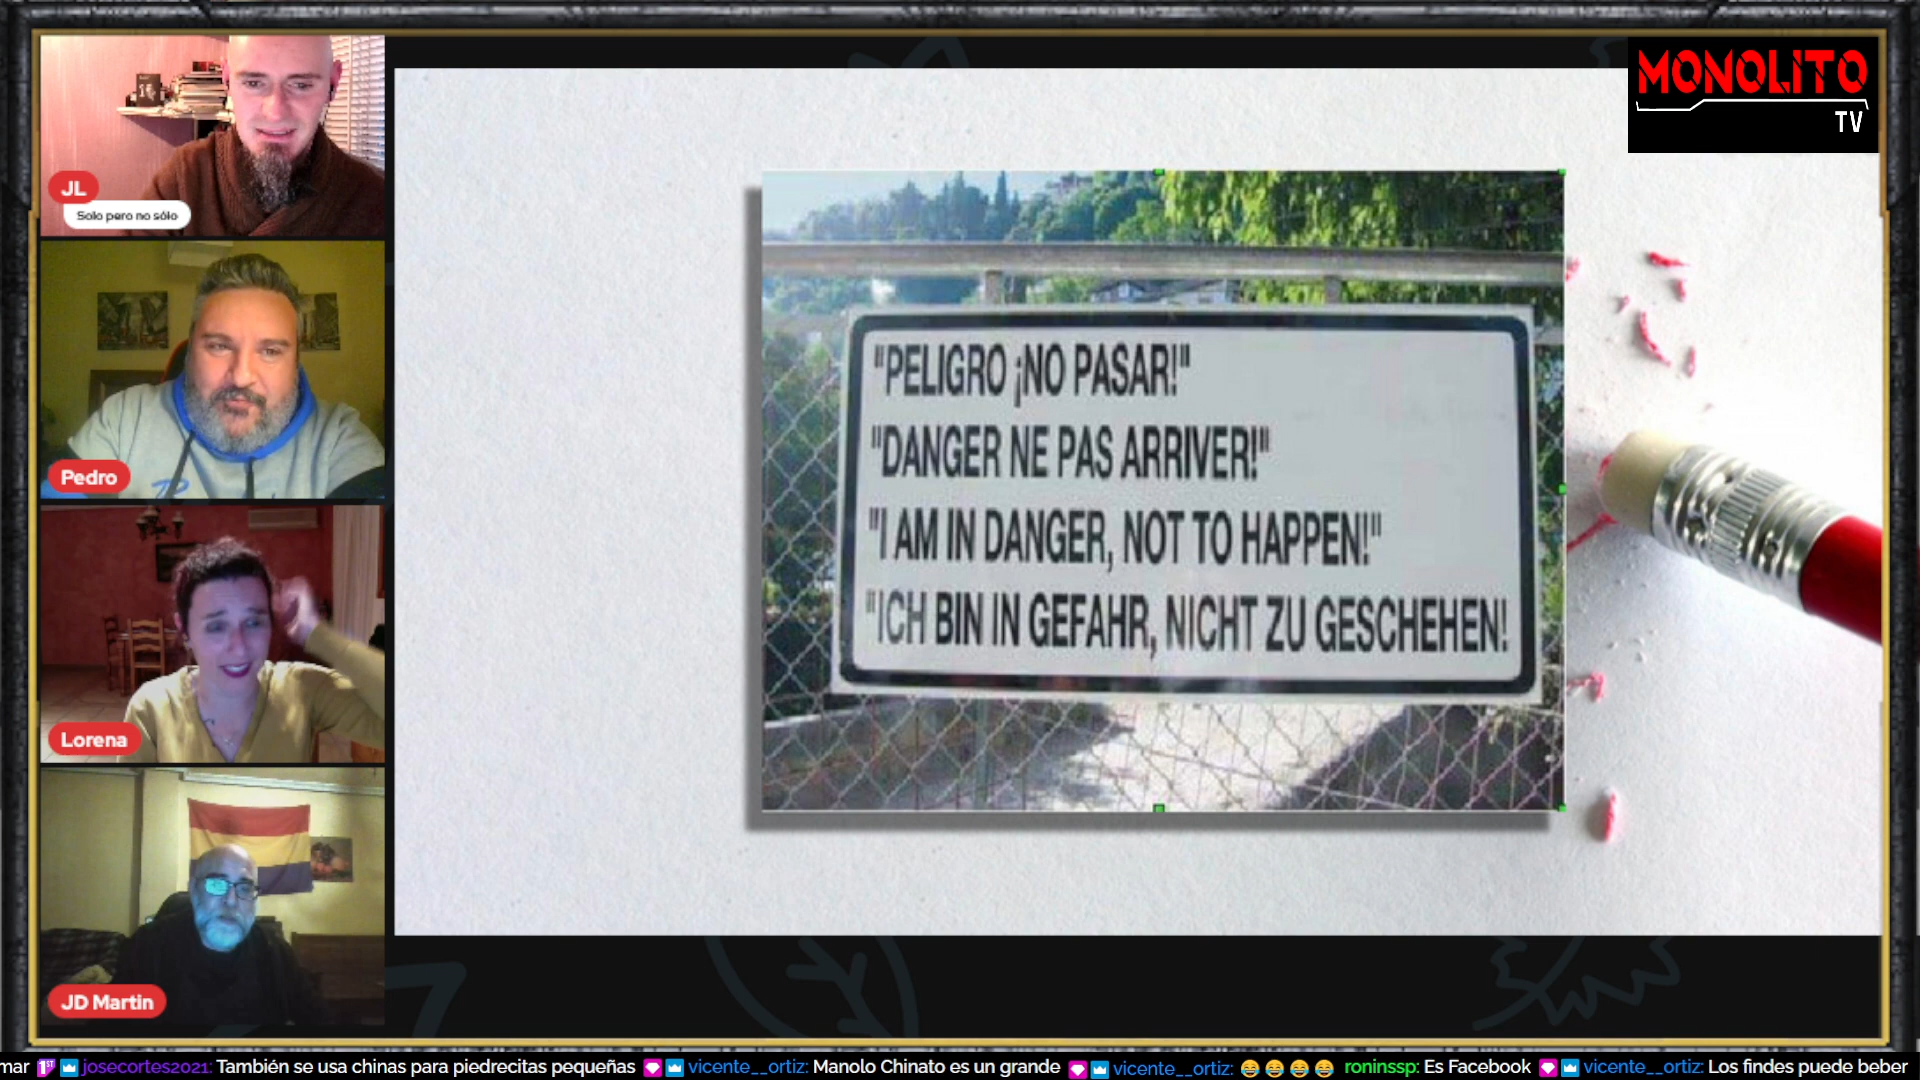 MONOLITO
TV
JL
Solo pero no sólo
Pedro
Lorena
JD Martin
"PELIGRO ¡NO PASAR!"
"DANGER NE PAS ARRIVER!"
"I AM IN DANGER, NOT TO HAPPEN!"
"ICH BIN IN GEFAHR, NICHT ZU GESCHEHEN!
mar 1ST josecortes2021: También se usa chinas para piedrecitas pequeñas vicente__ortiz: Manolo Chinato es un grande vicente__ortiz: 😂😂😂😂 roninssp: Es Facebook vicente__ortiz: Los findes puede beber